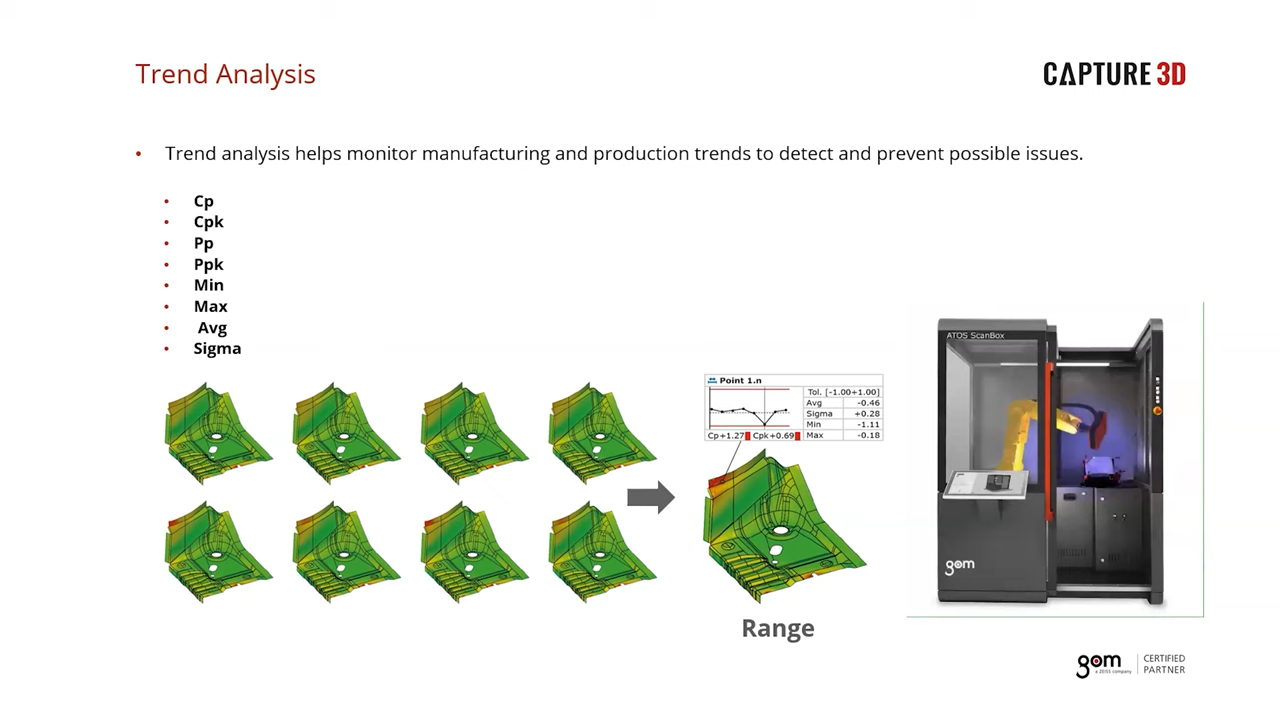 Trend Analysis
CAPTURE 3D
• Trend analysis helps monitor manufacturing and production trends to detect and prevent possible issues.
• Cp
• Cpk
• Pp
• Ppk
• Min
• Max
• Avg
• Sigma
Point 1.n
Tol. [-1.00+1.00]
Avg -0.46
Sigma +0.28
Min -1.11
Cp+1.27 Cpk+0.69 Max -0.18
Range
ATOS ScanBox
gom
gom
a ZEISS company
CERTIFIED
PARTNER